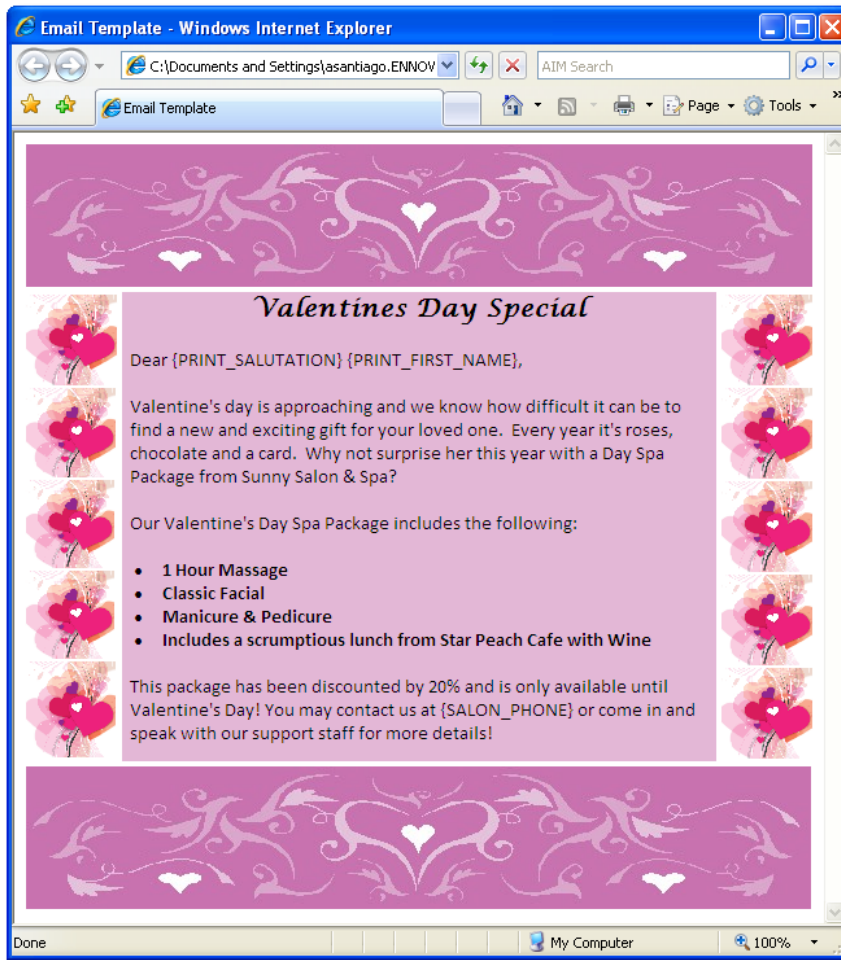 Email Template - Windows Internet Explorer
C:\Documents and Settings\asantiago.ENNOV
AIM Search
Email Template
Page
Tools
»
Valentines Day Special
Dear {PRINT_SALUTATION} {PRINT_FIRST_NAME},
Valentine's day is approaching and we know how difficult it can be to
find a new and exciting gift for your loved one.  Every year it's roses,
chocolate and a card.  Why not surprise her this year with a Day Spa
Package from Sunny Salon & Spa?
Our Valentine's Day Spa Package includes the following:
• 1 Hour Massage
• Classic Facial
• Manicure & Pedicure
• Includes a scrumptious lunch from Star Peach Cafe with Wine
This package has been discounted by 20% and is only available until
Valentine's Day! You may contact us at {SALON_PHONE} or come in and
speak with our support staff for more details!
Done
My Computer
100%